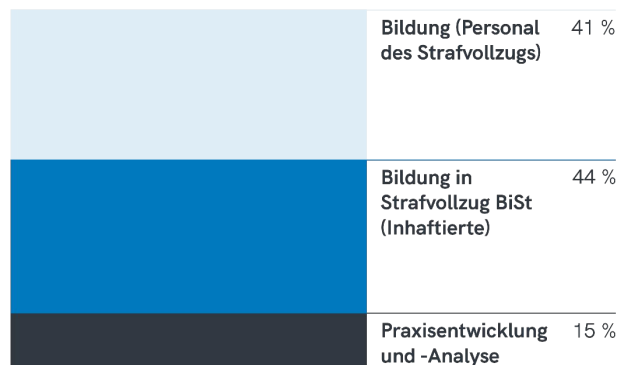 Bildung (Personal 41 %
des Strafvollzugs)
Bildung in 44 %
Strafvollzug BiSt
(Inhaftierte)
Praxisentwicklung 15 %
und -Analyse